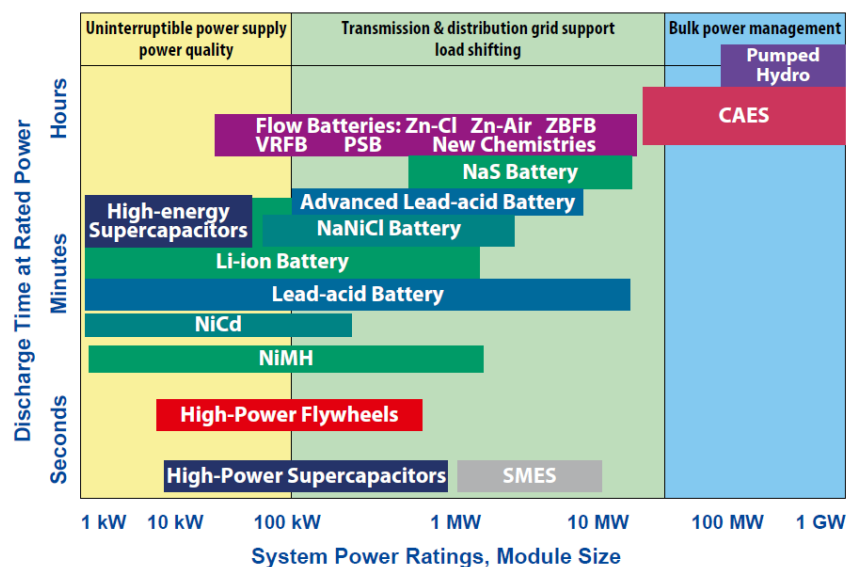 Uninterruptible power supply
power quality
Transmission & distribution grid support
load shifting
Bulk power management
Pumped
Hydro
CAES
Flow Batteries: Zn-Cl Zn-Air ZBFB
VRFB PSB New Chemistries
NaS Battery
Advanced Lead-acid Battery
High-energy
Supercapacitors
NaNiCl Battery
Li-ion Battery
Lead-acid Battery
NiCd
NiMH
High-Power Flywheels
High-Power Supercapacitors
SMES
Discharge Time at Rated Power
Hours
Minutes
Seconds
1 kW 10 kW 100 kW 1 MW 10 MW 100 MW 1 GW
System Power Ratings, Module Size